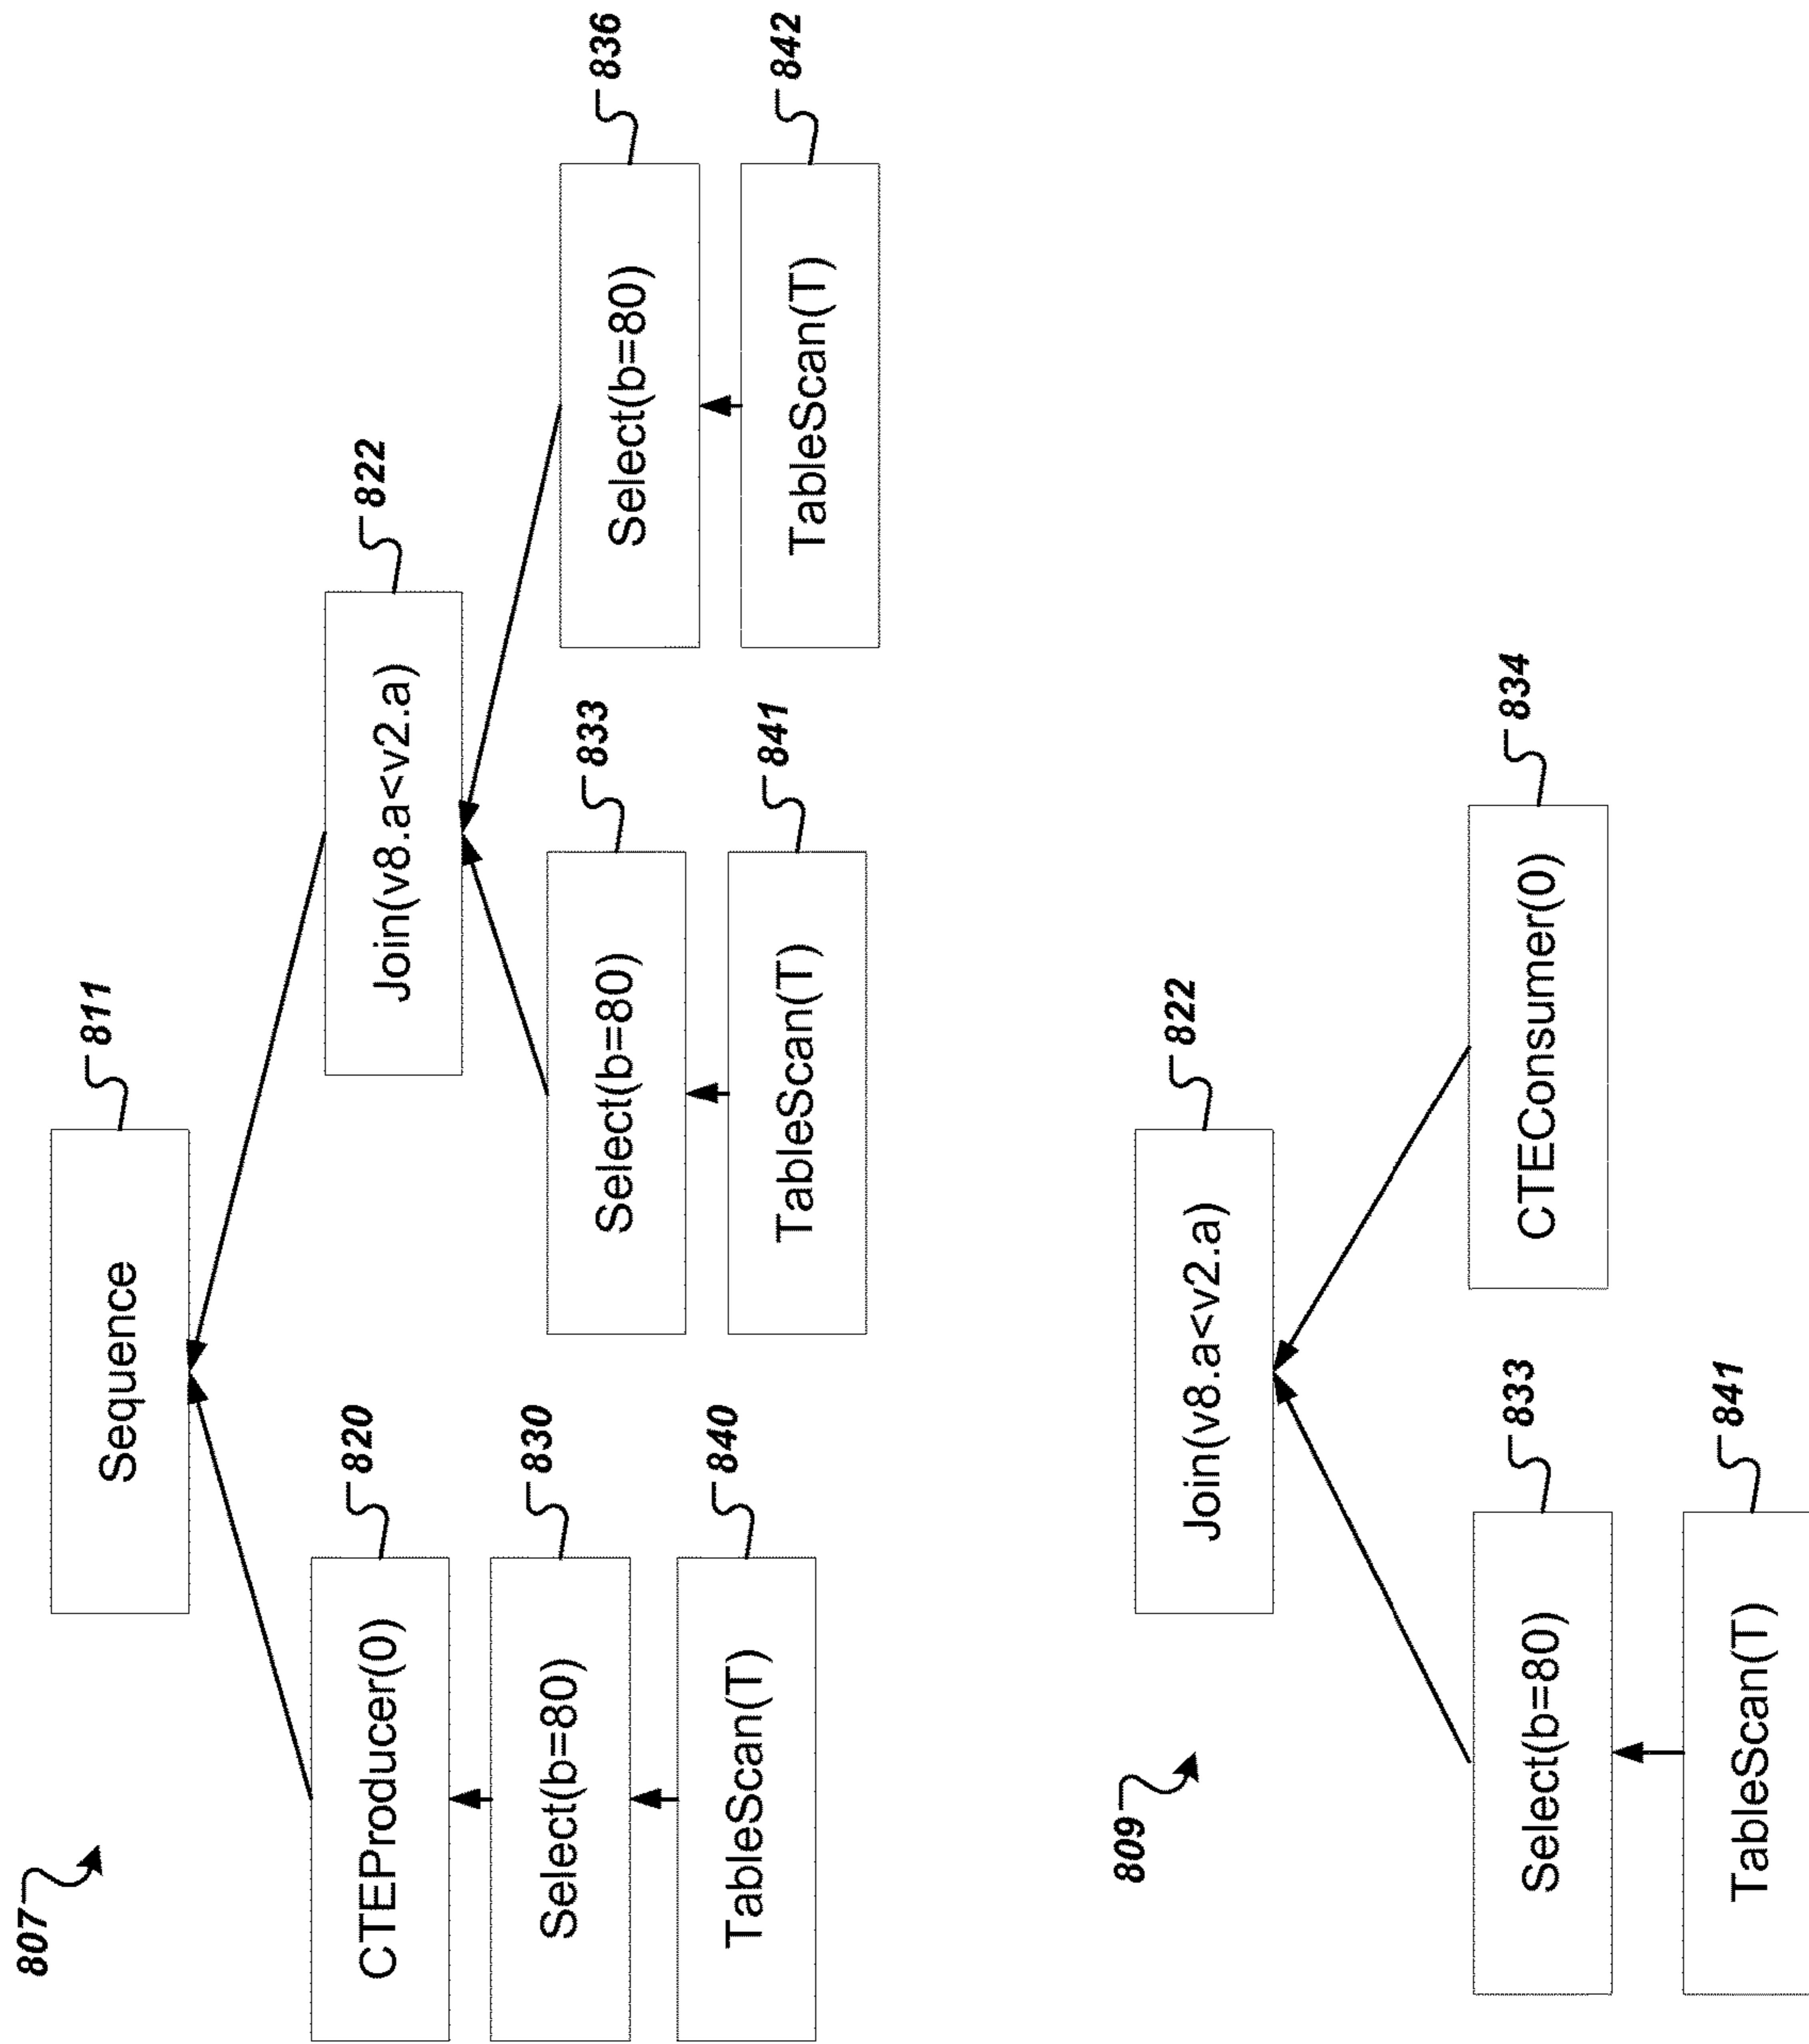 807
Sequence
811
CTEProducer(0)
820
Join(v8.a<v2.a)
822
Select(b=80)
830
Select(b=80)
833
Select(b=80)
836
TableScan(T)
840
TableScan(T)
841
TableScan(T)
842
809
Join(v8.a<v2.a)
822
Select(b=80)
833
CTEConsumer(0)
834
TableScan(T)
841